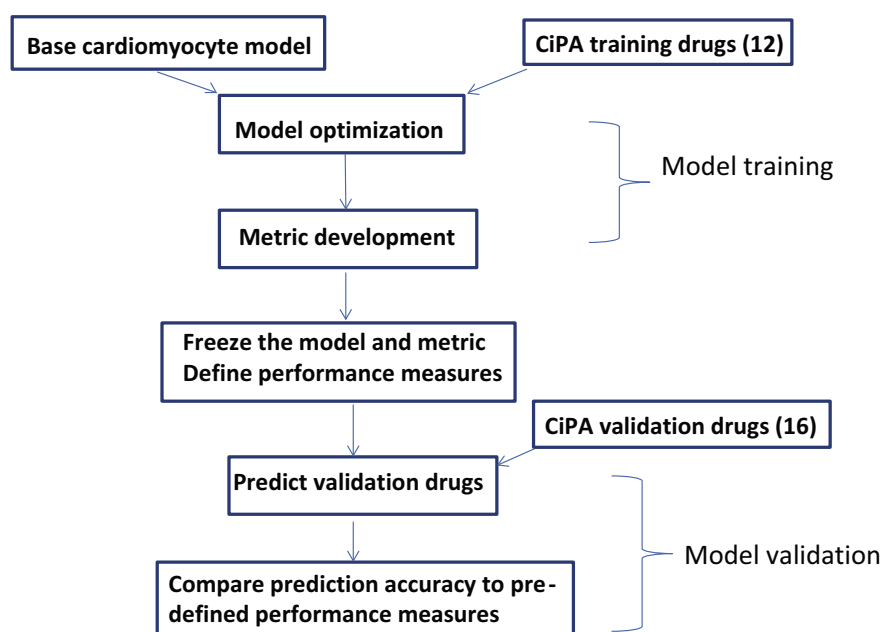 Base cardiomyocyte model
CiPA training drugs (12)
Model optimization
Model training
Metric development
Freeze the model and metric
Define performance measures
CiPA validation drugs (16)
Predict validation drugs
Model validation
Compare prediction accuracy to pre-
defined performance measures